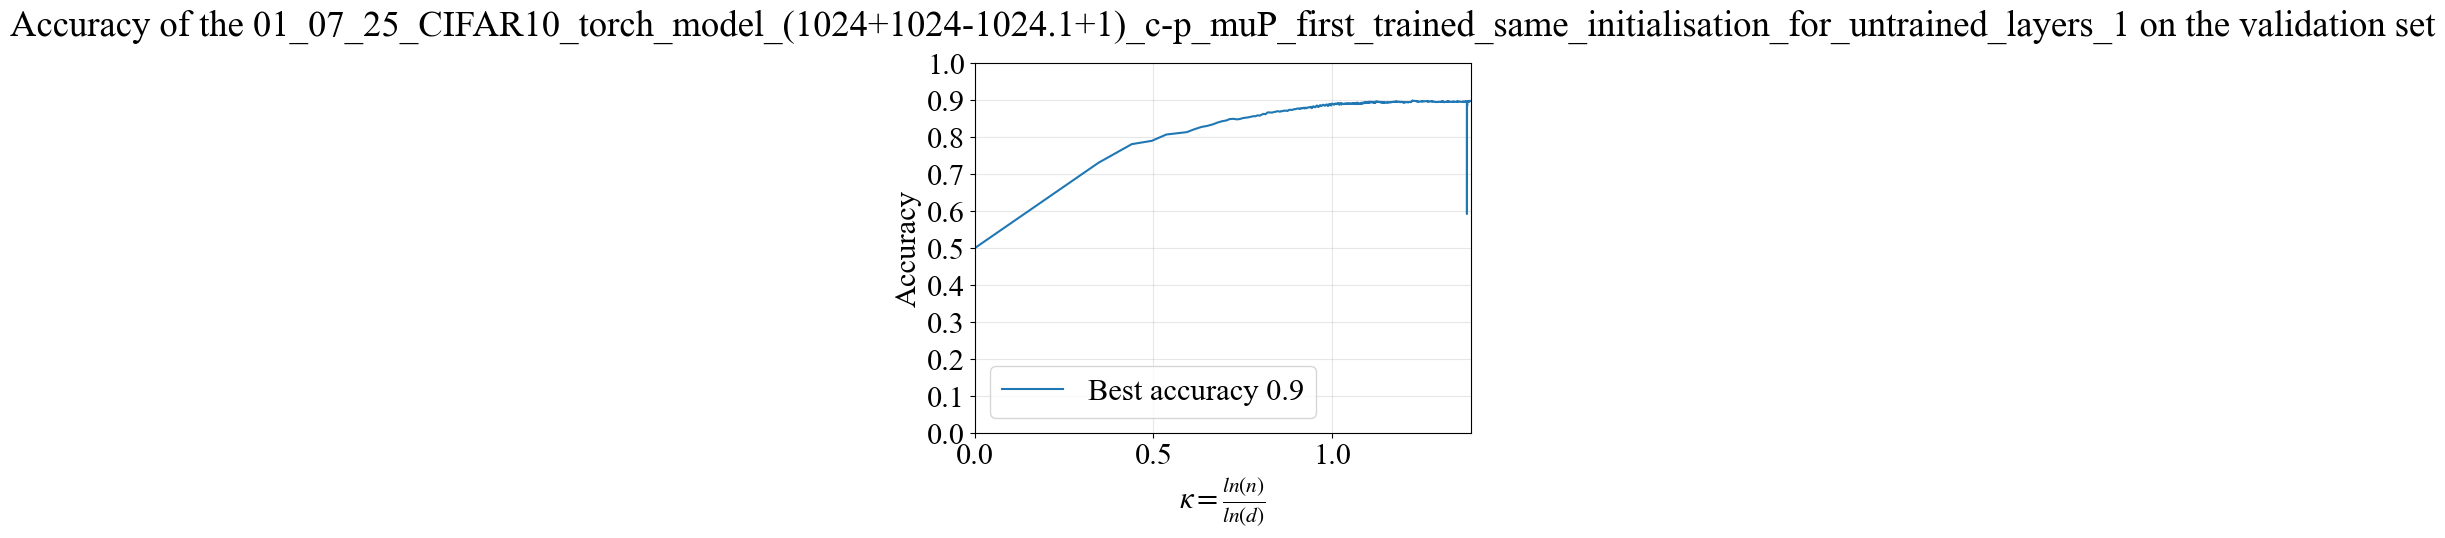 Accuracy of the 01_07_25_CIFAR10_torch_model_(1024+1024-1024.1+1)_c-p_muP_first_trained_same_initialisation_for_untrained_layers_1 on the validation set
1.0
0.9
0.8
0.7
0.6
0.5
0.4
0.3
0.2
0.1
0.0
Accuracy
Best accuracy 0.9
0.0 0.5 1.0
κ = ln(n)/ln(d)